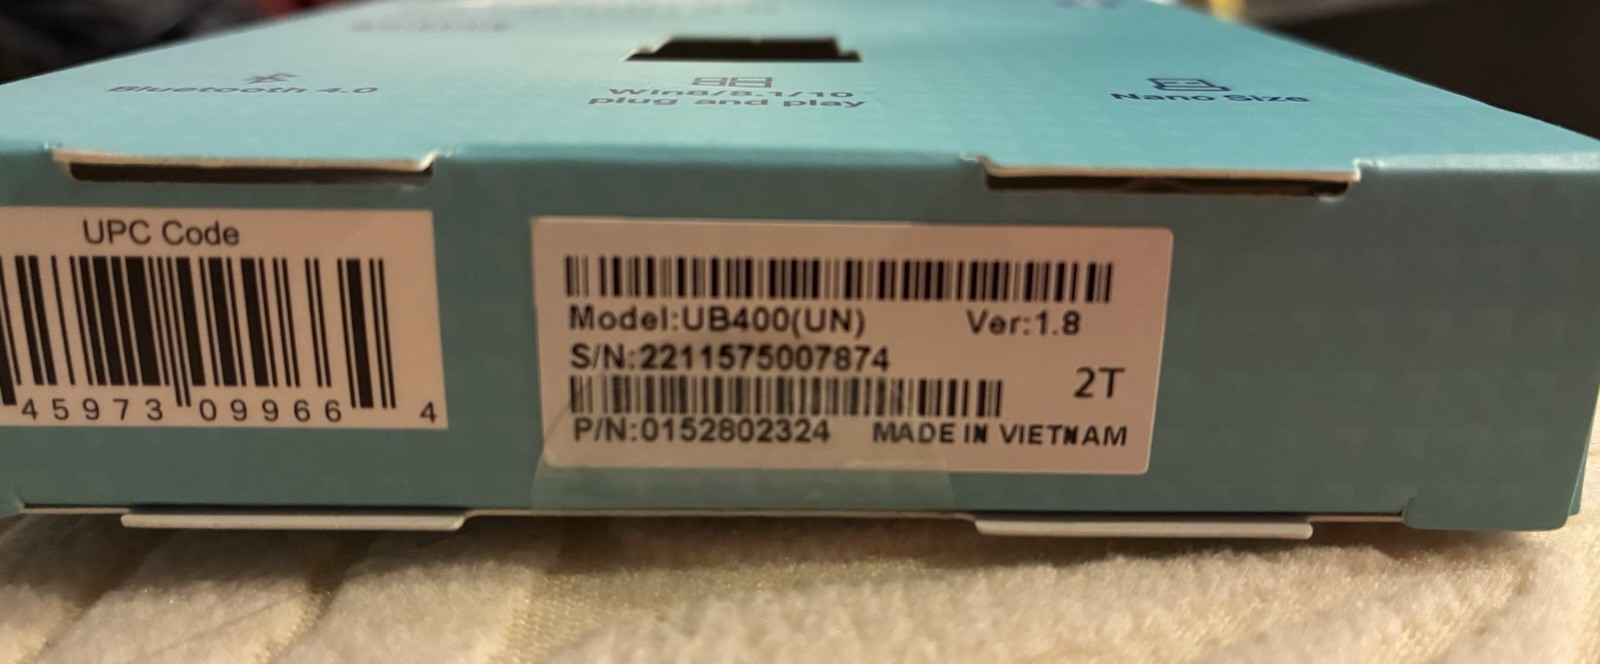 Bluetooth 4.0
Win8/8.1/10
plug and play
Nano Size
UPC Code
45973 09966 4
Model:UB400(UN) Ver:1.8
S/N:2211575007874
2T
P/N:0152802324 MADE IN VIETNAM